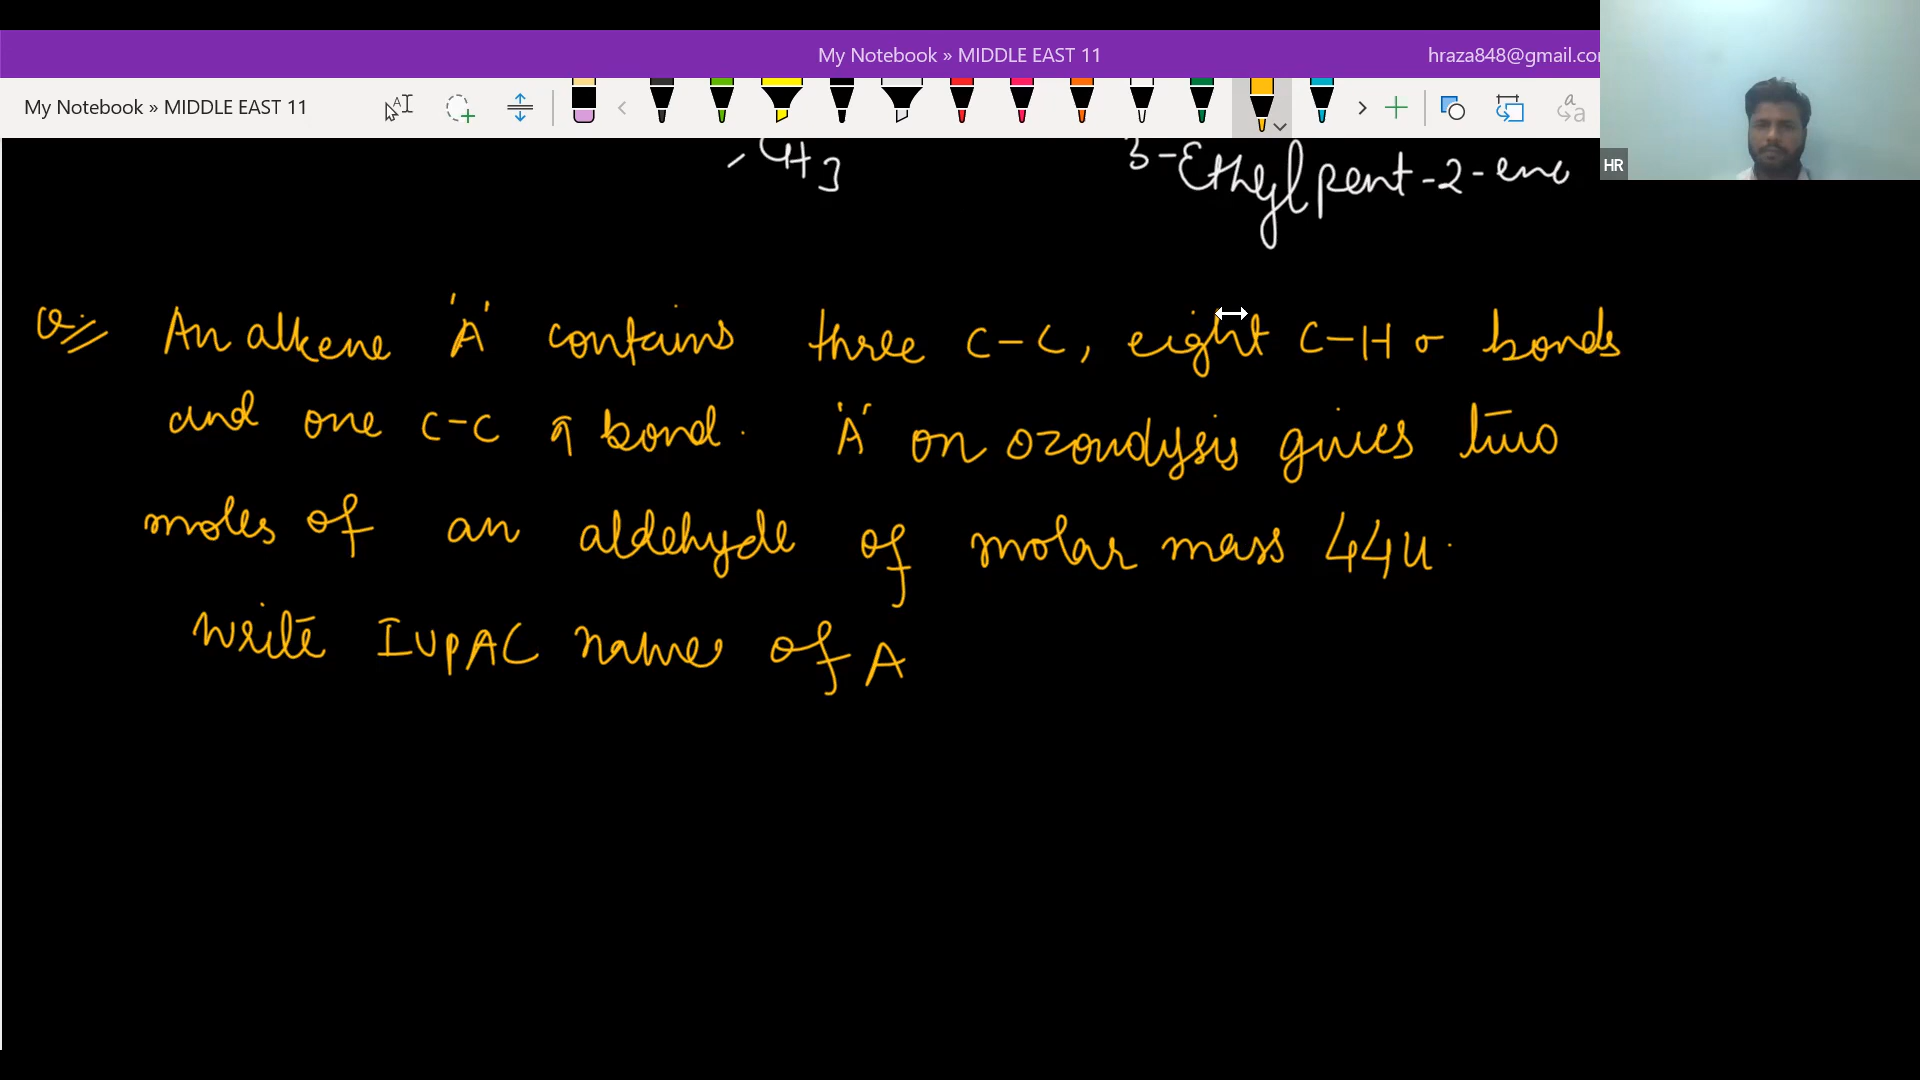 My Notebook » MIDDLE EAST 11
hraza848@gmail.co
My Notebook » MIDDLE EAST 11
HR
CH3
3-Ethylpent-2-ene
Q. An alkene 'A' contains three C-C, eight C-H σ bonds
and one C-C π bond. 'A' on ozonolysis gives two
moles of an aldehyde of molar mass 44u.
Write IUPAC name of A